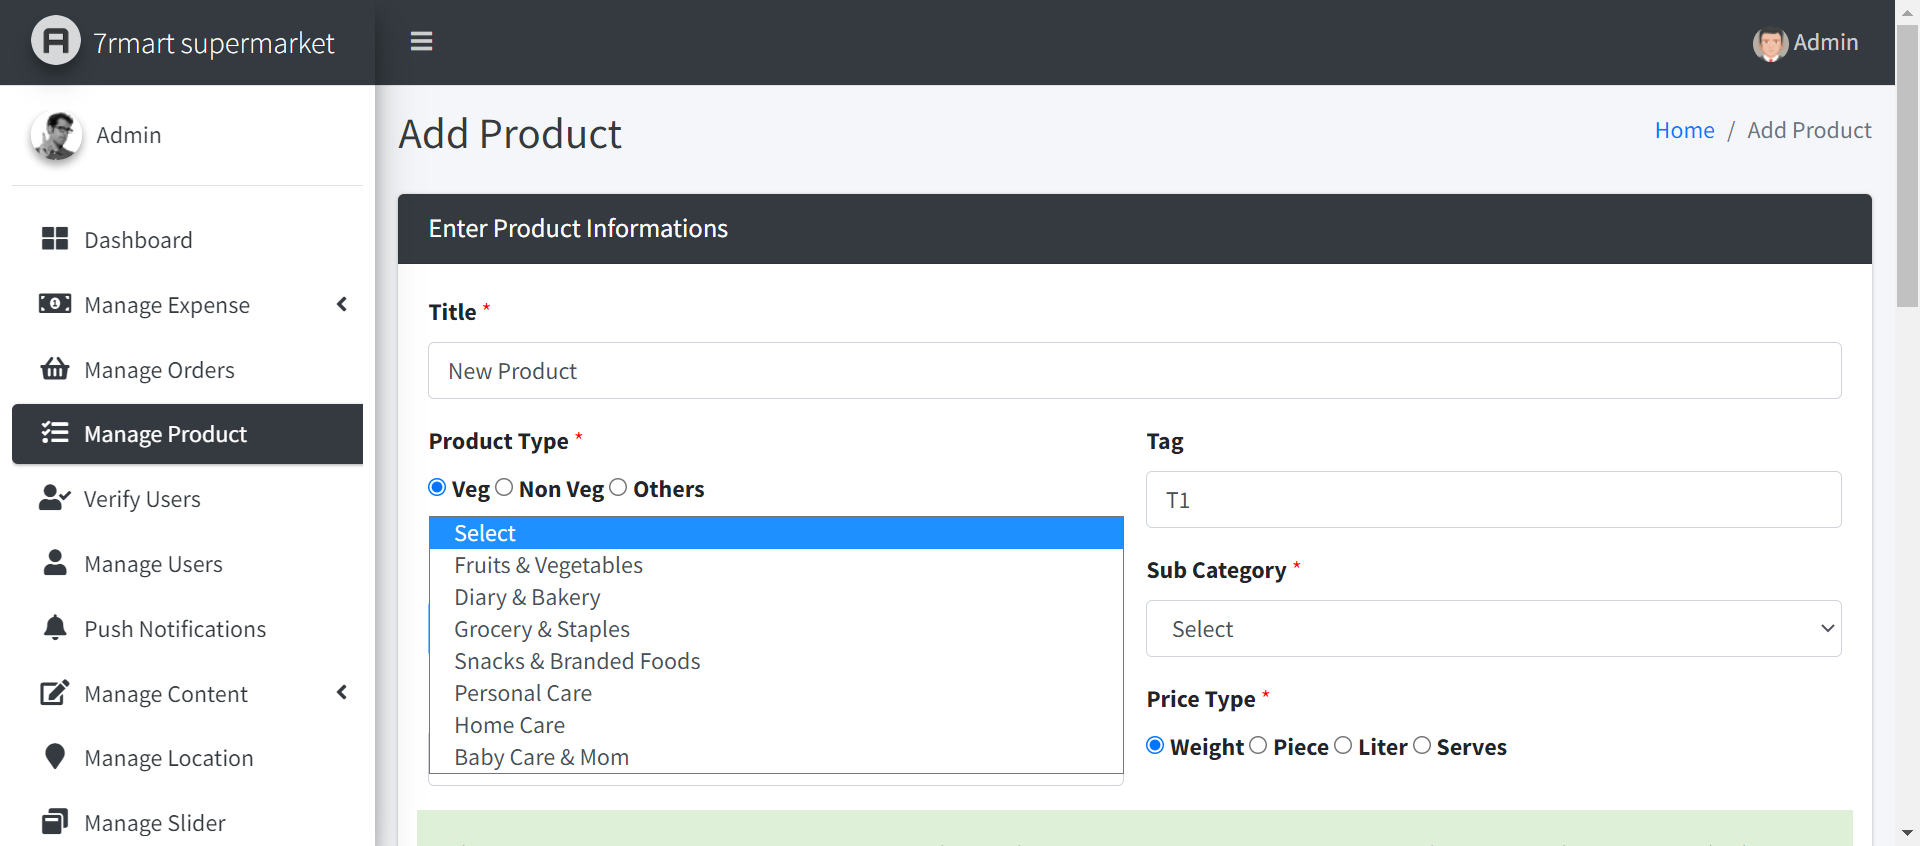 7rmart supermarket
Admin
Admin
Add Product
Home / Add Product
Dashboard
Manage Expense
Manage Orders
Manage Product
Verify Users
Manage Users
Push Notifications
Manage Content
Manage Location
Manage Slider
Enter Product Informations
Title *
New Product
Product Type *
Veg Non Veg Others
Tag
T1
Select
Fruits & Vegetables
Diary & Bakery
Grocery & Staples
Snacks & Branded Foods
Personal Care
Home Care
Baby Care & Mom
Sub Category *
Select
Price Type *
Weight Piece Liter Serves